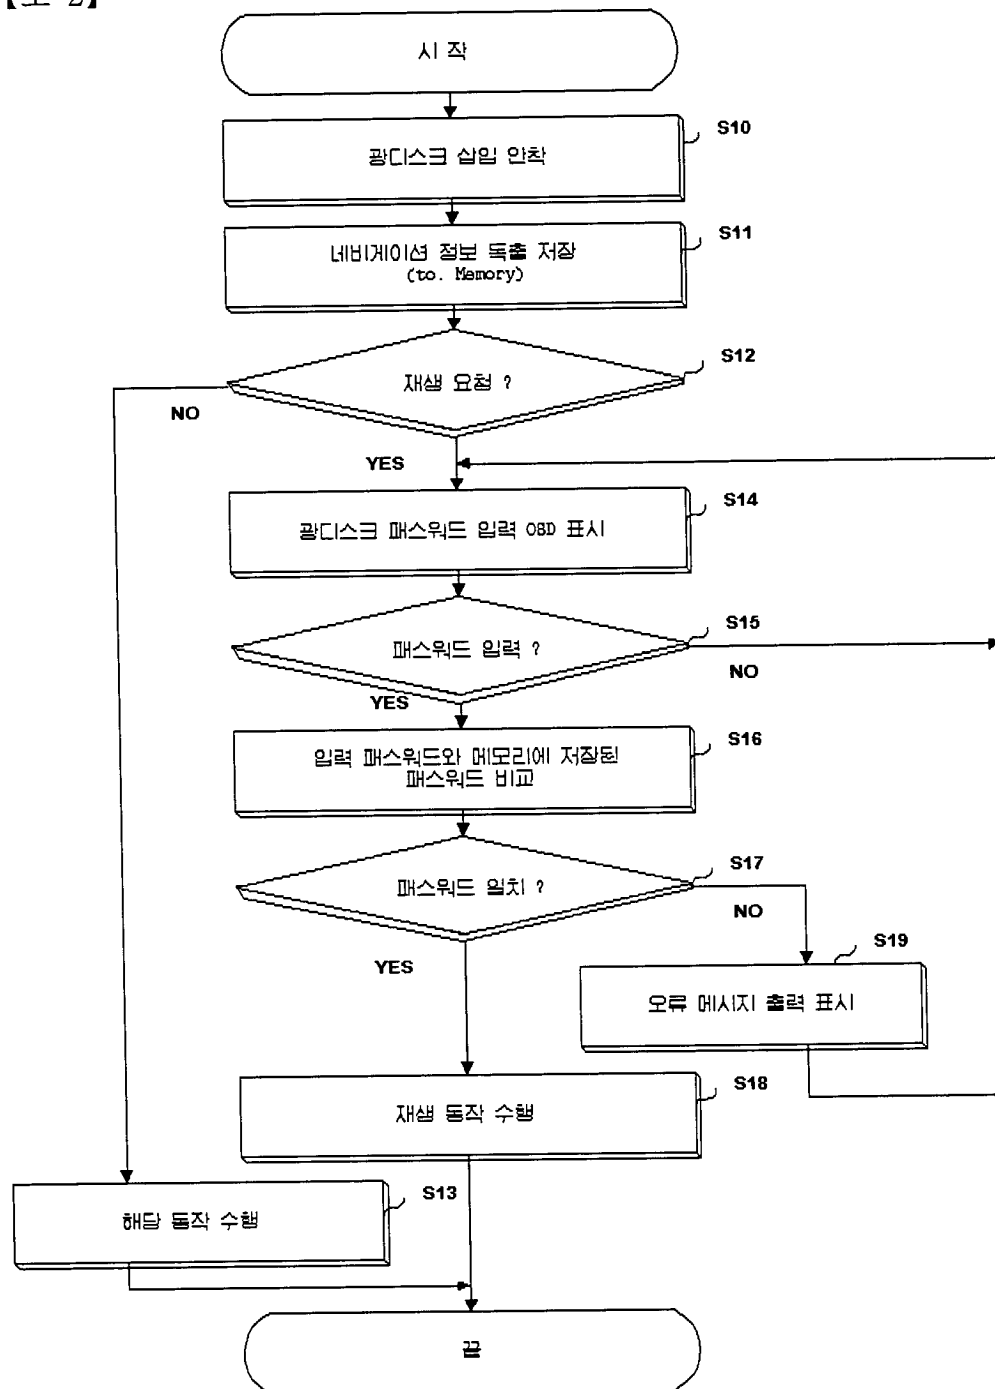 【도 2】
시 작
S10
광디스크 삽입 안착
S11
네비게이션 정보 독출 저장
(to. Memory)
S12
재생 요청 ?
NO
YES
S14
광디스크 패스워드 입력 OSD 표시
S15
패스워드 입력 ?
NO
YES
S16
입력 패스워드와 메모리에 저장된
패스워드 비교
S17
패스워드 일치 ?
NO
YES
S19
오류 메시지 출력 표시
S18
재생 동작 수행
S13
해당 동작 수행
끝